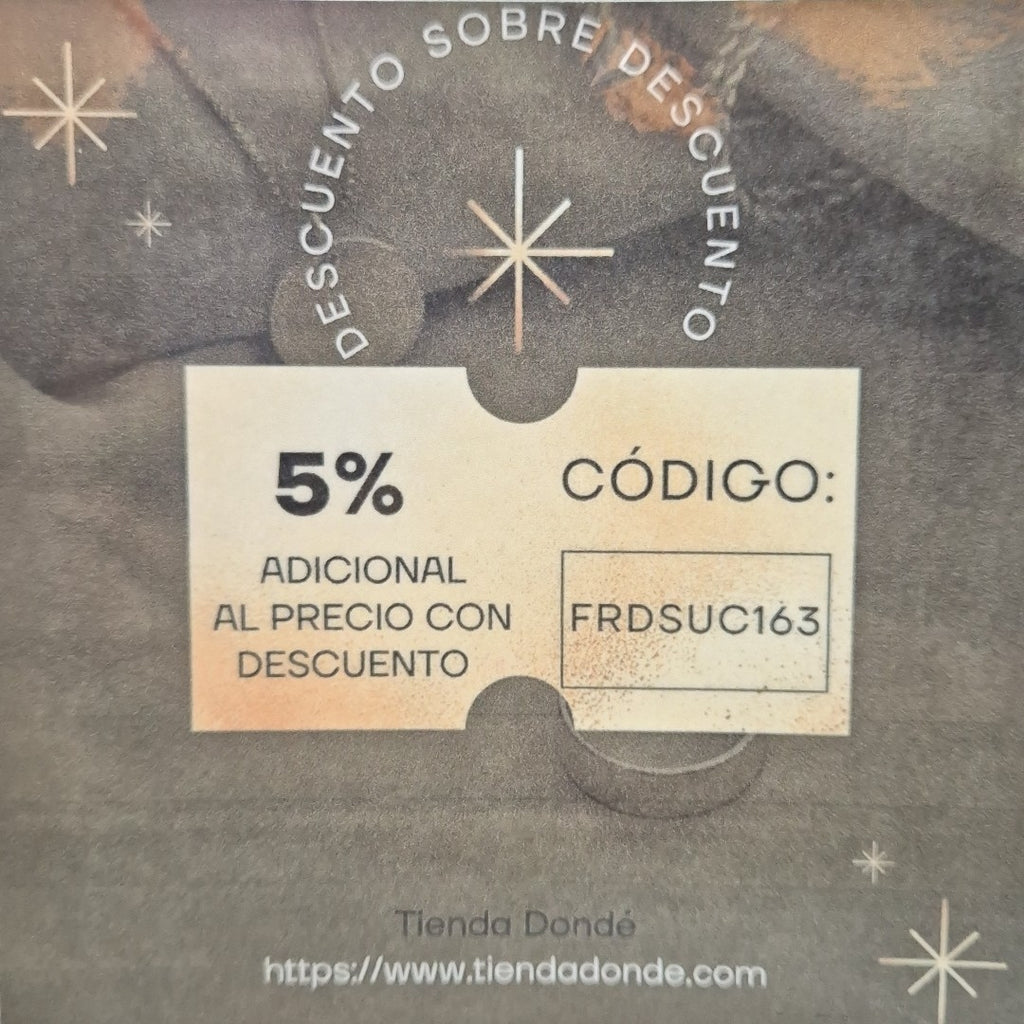 DESCUENTO SOBRE DESCUENTO
5%
ADICIONAL
AL PRECIO CON
DESCUENTO
CÓDIGO:
FRDSUC163
Tienda Dondé
https://www.tiendadonde.com